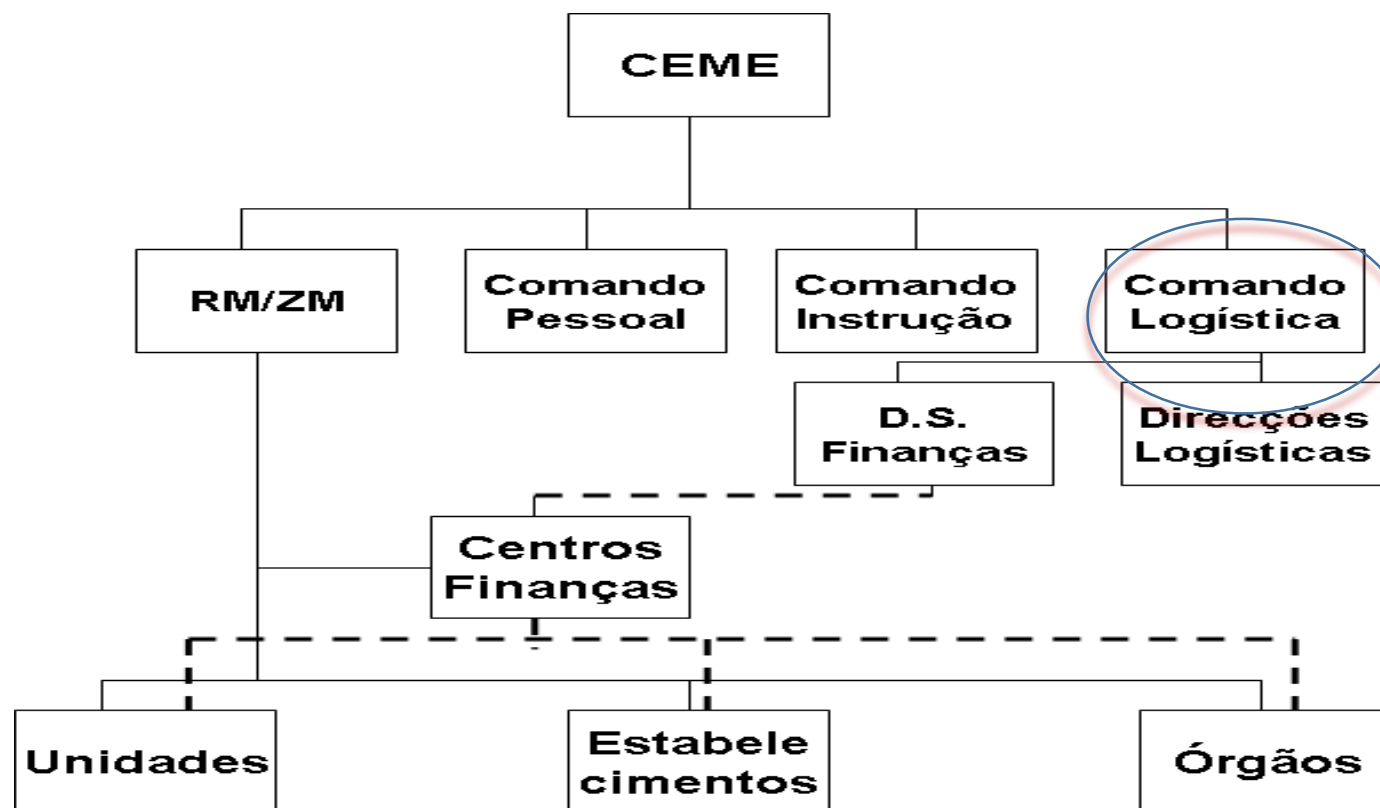 CEME
RM/ZM
Comando
Pessoal
Comando
Instrução
Comando
Logística
D.S.
Finanças
Direcções
Logísticas
Centros
Finanças
Unidades
Estabele
cimentos
Órgãos